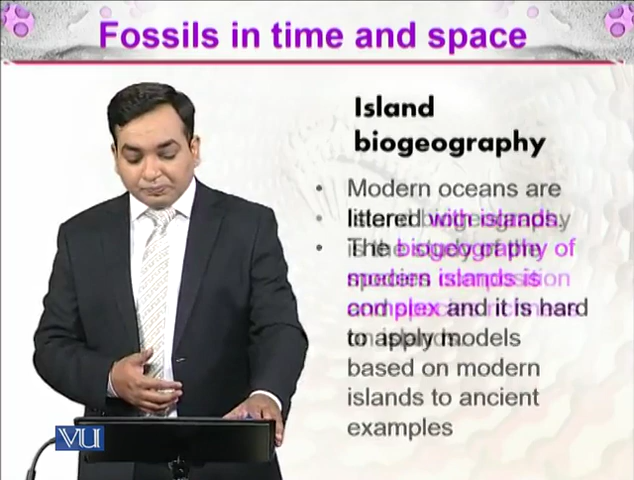 Fossils in time and space
Island
biogeography
• Modern oceans are
littered with islands.
• The biogeography of
modern islands is
complex and it is hard
to apply models
based on modern
islands to ancient
examples
VU